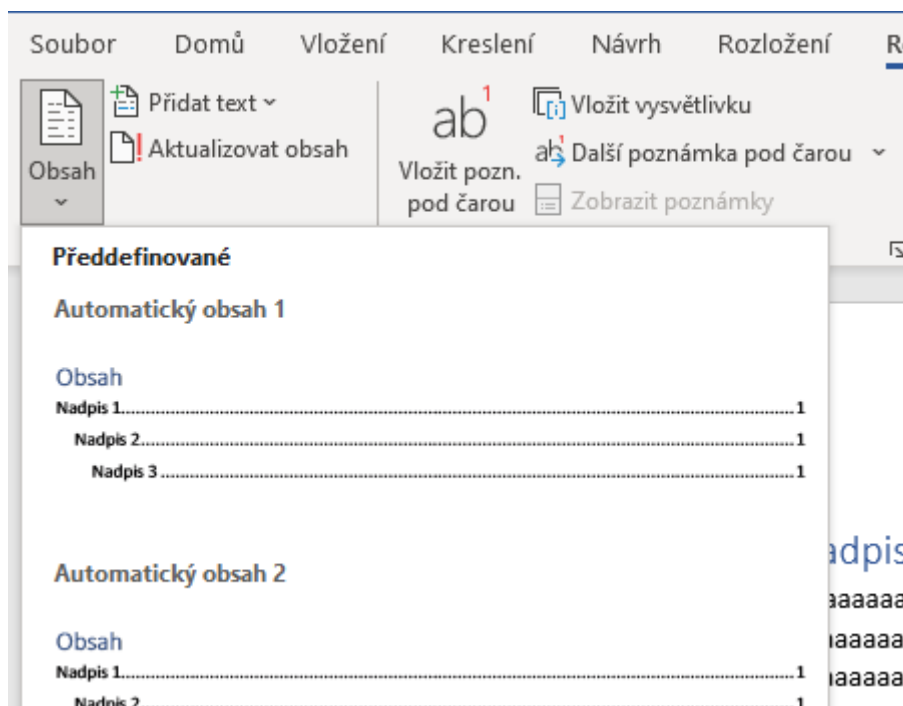 Soubor Domů Vložení Kreslení Návrh Rozložení
Obsah
Přidat text
Aktualizovat obsah
ab1
Vložit pozn.
pod čarou
Vložit vysvětlivku
Další poznámka pod čarou
Zobrazit poznámky
Předdefinované
Automatický obsah 1
Obsah
Nadpis 1.....1
Nadpis 2.....1
Nadpis 3.....1
Automatický obsah 2
Obsah
Nadpis 1.....1
Nadpis 2.....1